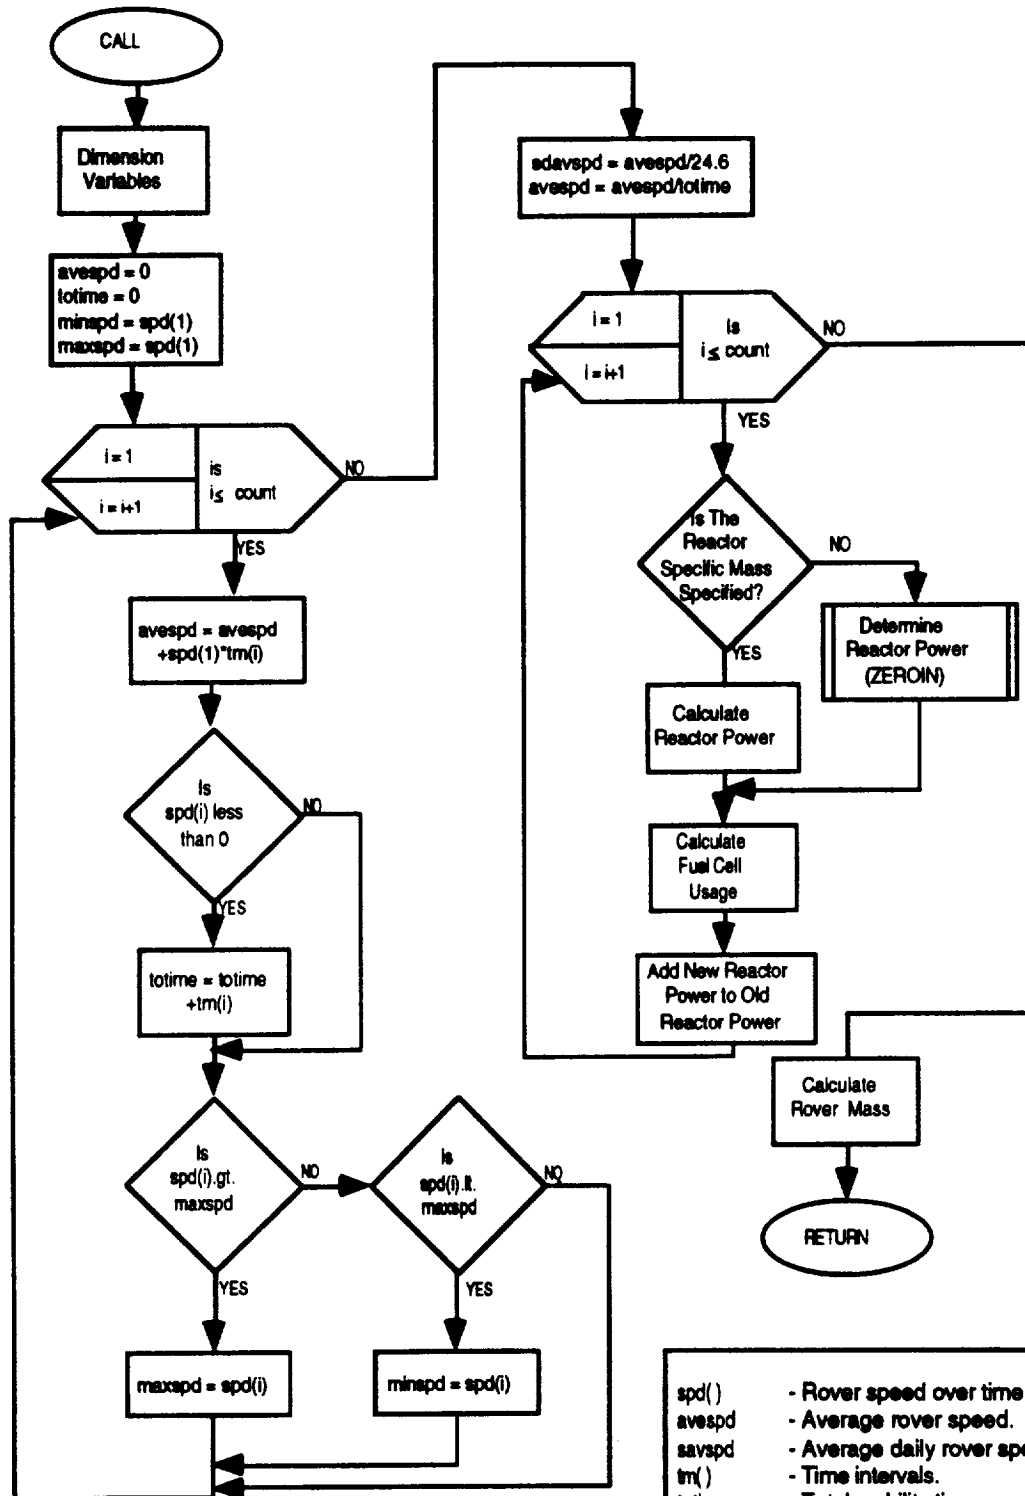 CALL
Dimension
Variables
avespd = 0
totime = 0
minspd = spd(1)
maxspd = spd(1)
i = 1
i = i+1
is
i ≤ count
NO
YES
avespd = avespd
+spd(1)*tm(i)
Is
spd(i) less
than 0
NO
YES
totime = totime
+tm(i)
Is
spd(i).gt.
maxspd
NO
YES
maxspd = spd(i)
Is
spd(i).lt.
maxspd
NO
YES
minspd = spd(i)
sdavspd = avespd/24.6
avespd = avespd/totime
i = 1
i = i+1
Is
i ≤ count
NO
YES
Is The
Reactor
Specific Mass
Specified?
NO
YES
Determine
Reactor Power
(ZEROIN)
Calculate
Reactor Power
Calculate
Fuel Cell
Usage
Add New Reactor
Power to Old
Reactor Power
Calculate
Rover Mass
RETURN
spd( ) - Rover speed over time
avespd - Average rover speed.
savspd - Average daily rover spe
tm( ) - Time intervals.